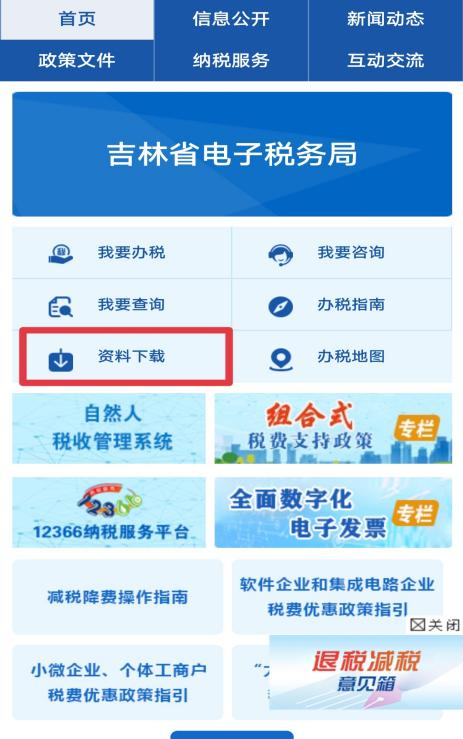 首页 信息公开 新闻动态
政策文件 纳税服务 互动交流
吉林省电子税务局
我要办税 我要咨询
我要查询 办税指南
资料下载 办税地图
自然人
税收管理系统
组合式
税费支持政策
专栏
12366
12366纳税服务平台
全面数字化
电子发票
专栏
减税降费操作指南
软件企业和集成电路企业
税费优惠政策指引
小微企业、个体工商户
税费优惠政策指引
关闭
退税减税
意见箱